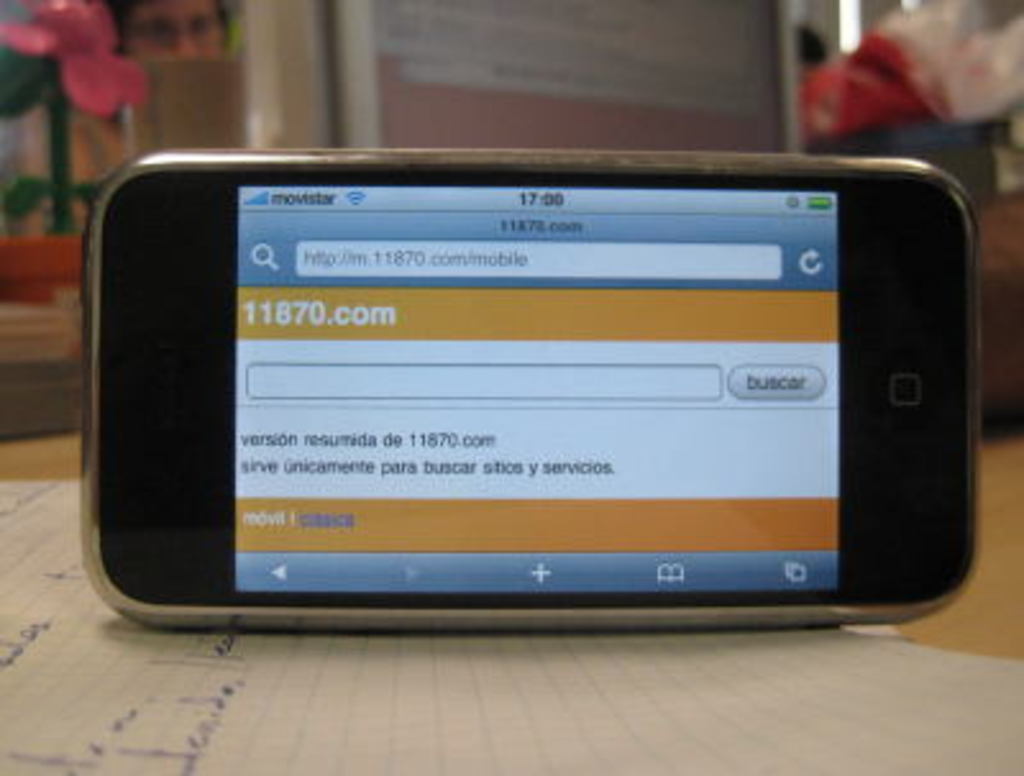 movistar 17:00
11870.com
http://m.11870.com/mobile
11870.com
buscar
versión resumida de 11870.com
sirve únicamente para buscar sitios y servicios.
móvil | clásica